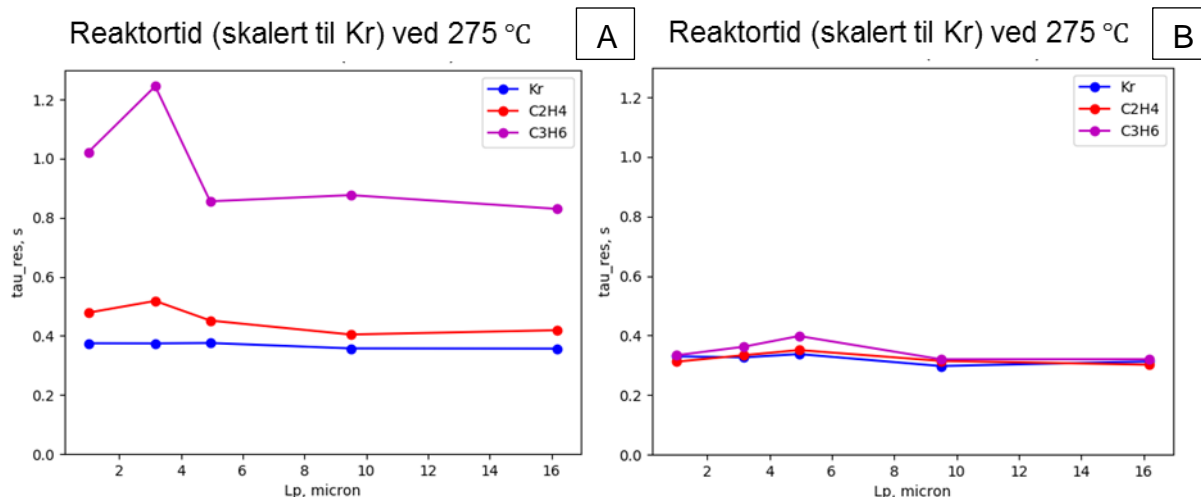 Reaktortid (skalert til Kr) ved 275 °C
A
Kr
C2H4
C3H6
1.2
1.0
0.8
0.6
0.4
0.2
0.0
tau_res, s
2 4 6 8 10 12 14 16
Lp, micron
Reaktortid (skalert til Kr) ved 275 °C
B
Kr
C2H4
C3H6
1.2
1.0
0.8
0.6
0.4
0.2
0.0
tau_res, s
2 4 6 8 10 12 14 16
Lp, micron